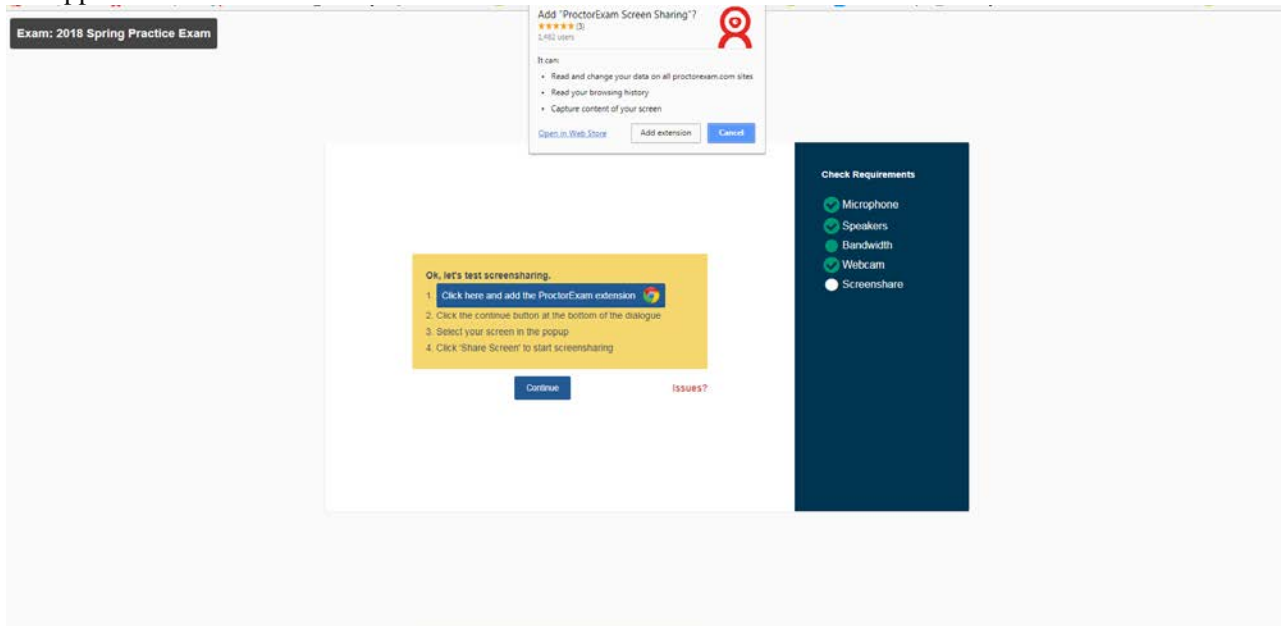 Exam: 2018 Spring Practice Exam
Add "ProctorExam Screen Sharing"?
(3)
1,482 users
It can:
• Read and change your data on all proctorexam.com sites
• Read your browsing history
• Capture content of your screen
Open in Web Store
Add extension
Cancel
Ok, let's test screensharing.
1. Click here and add the ProctorExam extension
2. Click the continue button at the bottom of the dialogue
3. Select your screen in the popup
4. Click 'Share Screen' to start screensharing
Continue
Issues?
Check Requirements
Microphone
Speakers
Bandwidth
Webcam
Screenshare